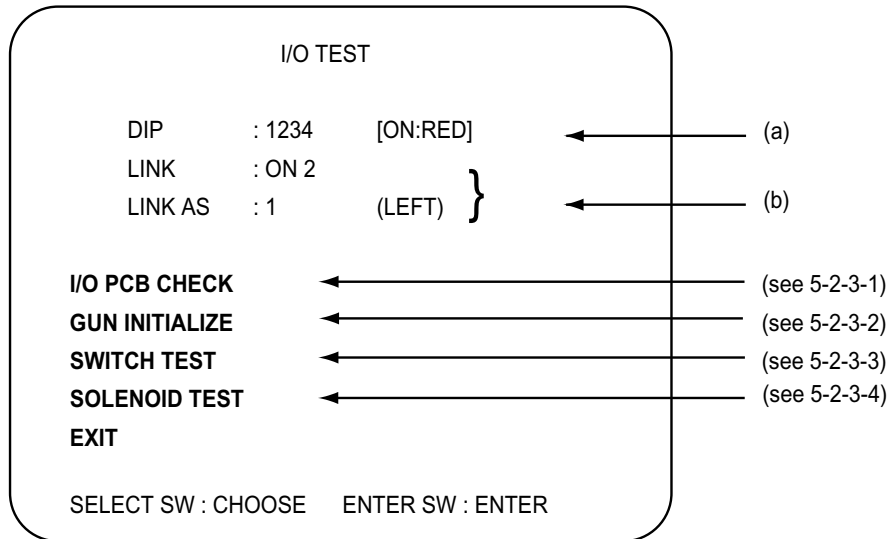 I/O TEST
DIP : 1234 [ON:RED] (a)
LINK : ON 2
LINK AS : 1 (LEFT) } (b)
I/O PCB CHECK (see 5-2-3-1)
GUN INITIALIZE (see 5-2-3-2)
SWITCH TEST (see 5-2-3-3)
SOLENOID TEST (see 5-2-3-4)
EXIT
SELECT SW : CHOOSE ENTER SW : ENTER